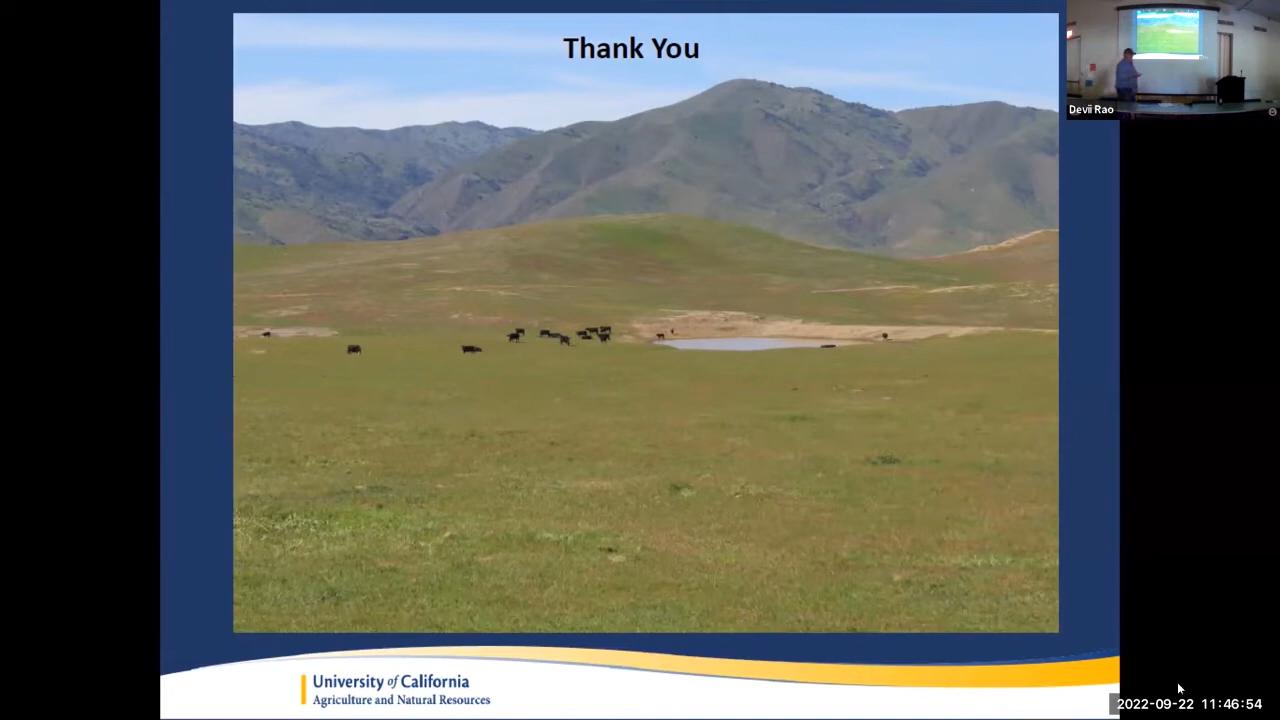 Thank You
Devii Rao
University of California
Agriculture and Natural Resources
2022-09-22 11:46:54